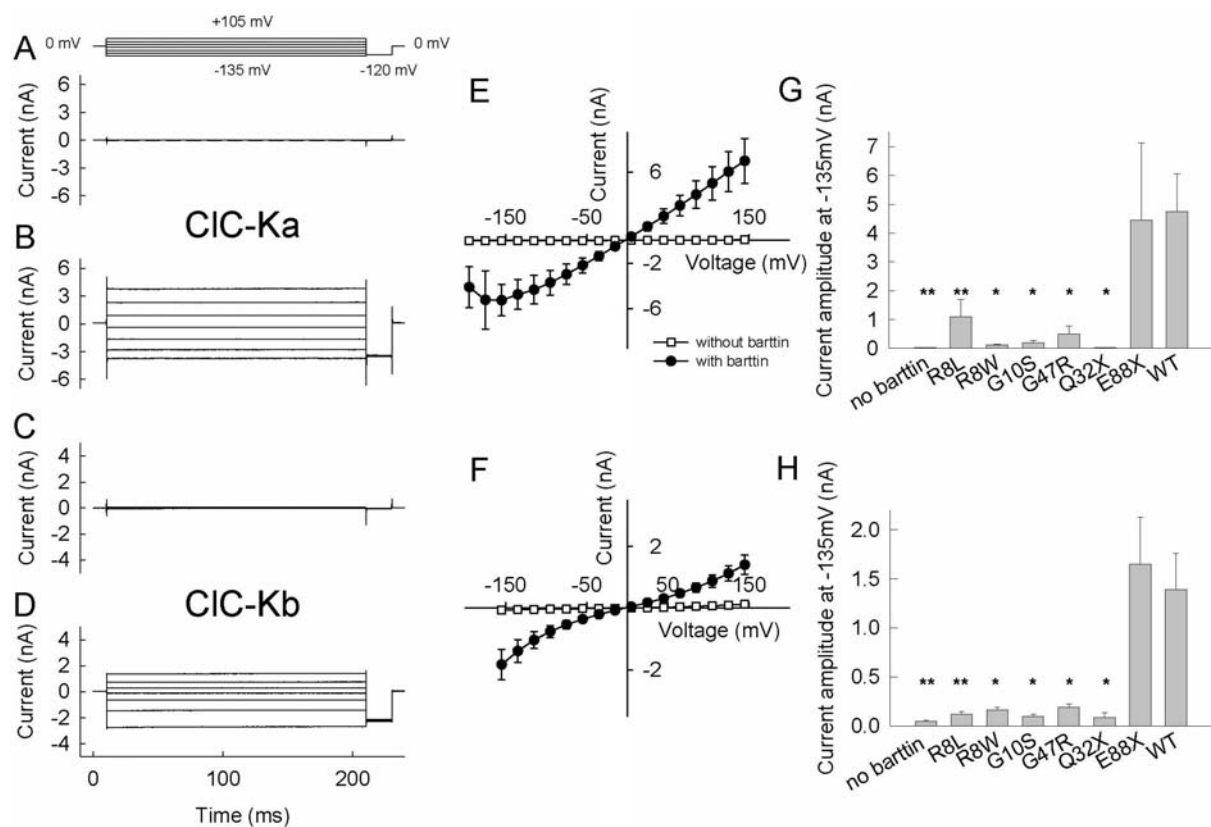 A
+105 mV
0 mV
0 mV
-135 mV
-120 mV
Current (nA)
6
3
0
-3
-6
ClC-Ka
B
Current (nA)
6
3
0
-3
-6
C
Current (nA)
4
2
0
-2
-4
ClC-Kb
D
Current (nA)
4
2
0
-2
-4
0
100
200
Time (ms)
E
Current (nA)
6
-150
-50
150
Voltage (mV)
-2
-6
without barttin
with barttin
F
Current (nA)
2
-150
-50
50
150
Voltage (mV)
-2
G
Current amplitude at -135mV (nA)
7
6
5
4
3
2
1
0
** ** * * * *
no barttin
R8L
R8W
G10S
G47R
Q32X
E88X
WT
H
Current amplitude at -135mV (nA)
2.0
1.5
1.0
0.5
0.0
** ** * * * *
no barttin
R8L
R8W
G10S
G47R
Q32X
E88X
WT